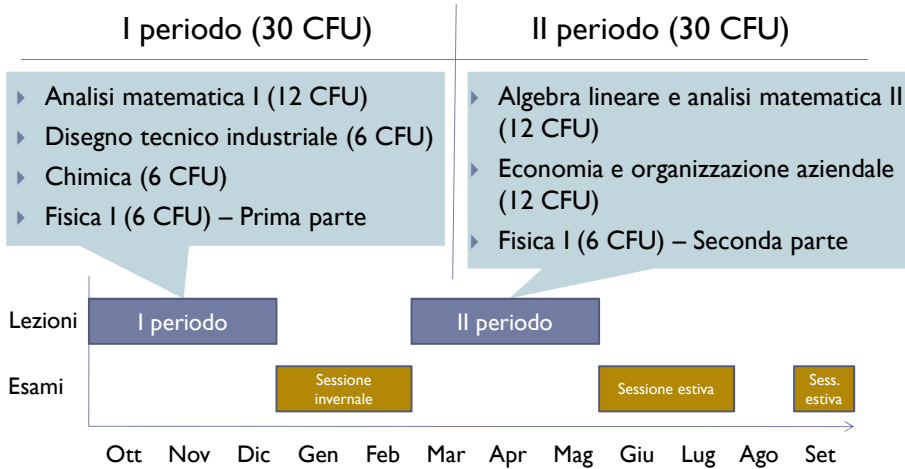 I periodo (30 CFU)
II periodo (30 CFU)
Analisi matematica I (12 CFU)
Disegno tecnico industriale (6 CFU)
Chimica (6 CFU)
Fisica I (6 CFU) – Prima parte
Algebra lineare e analisi matematica II
(12 CFU)
Economia e organizzazione aziendale
(12 CFU)
Fisica I (6 CFU) – Seconda parte
Lezioni
I periodo
II periodo
Esami
Sessione
invernale
Sessione estiva
Sess.
estiva
Ott Nov Dic Gen Feb Mar Apr Mag Giu Lug Ago Set